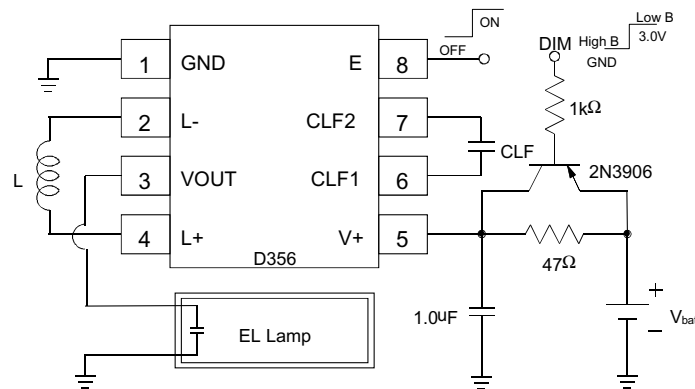 ON
OFF
DIM
High B
GND
Low B
3.0V
1 GND
E 8
2 L-
CLF2 7
1kΩ
CLF
L
3 VOUT
CLF1 6
2N3906
4 L+
V+ 5
D356
47Ω
1.0uF
+
Vbat
−
EL Lamp